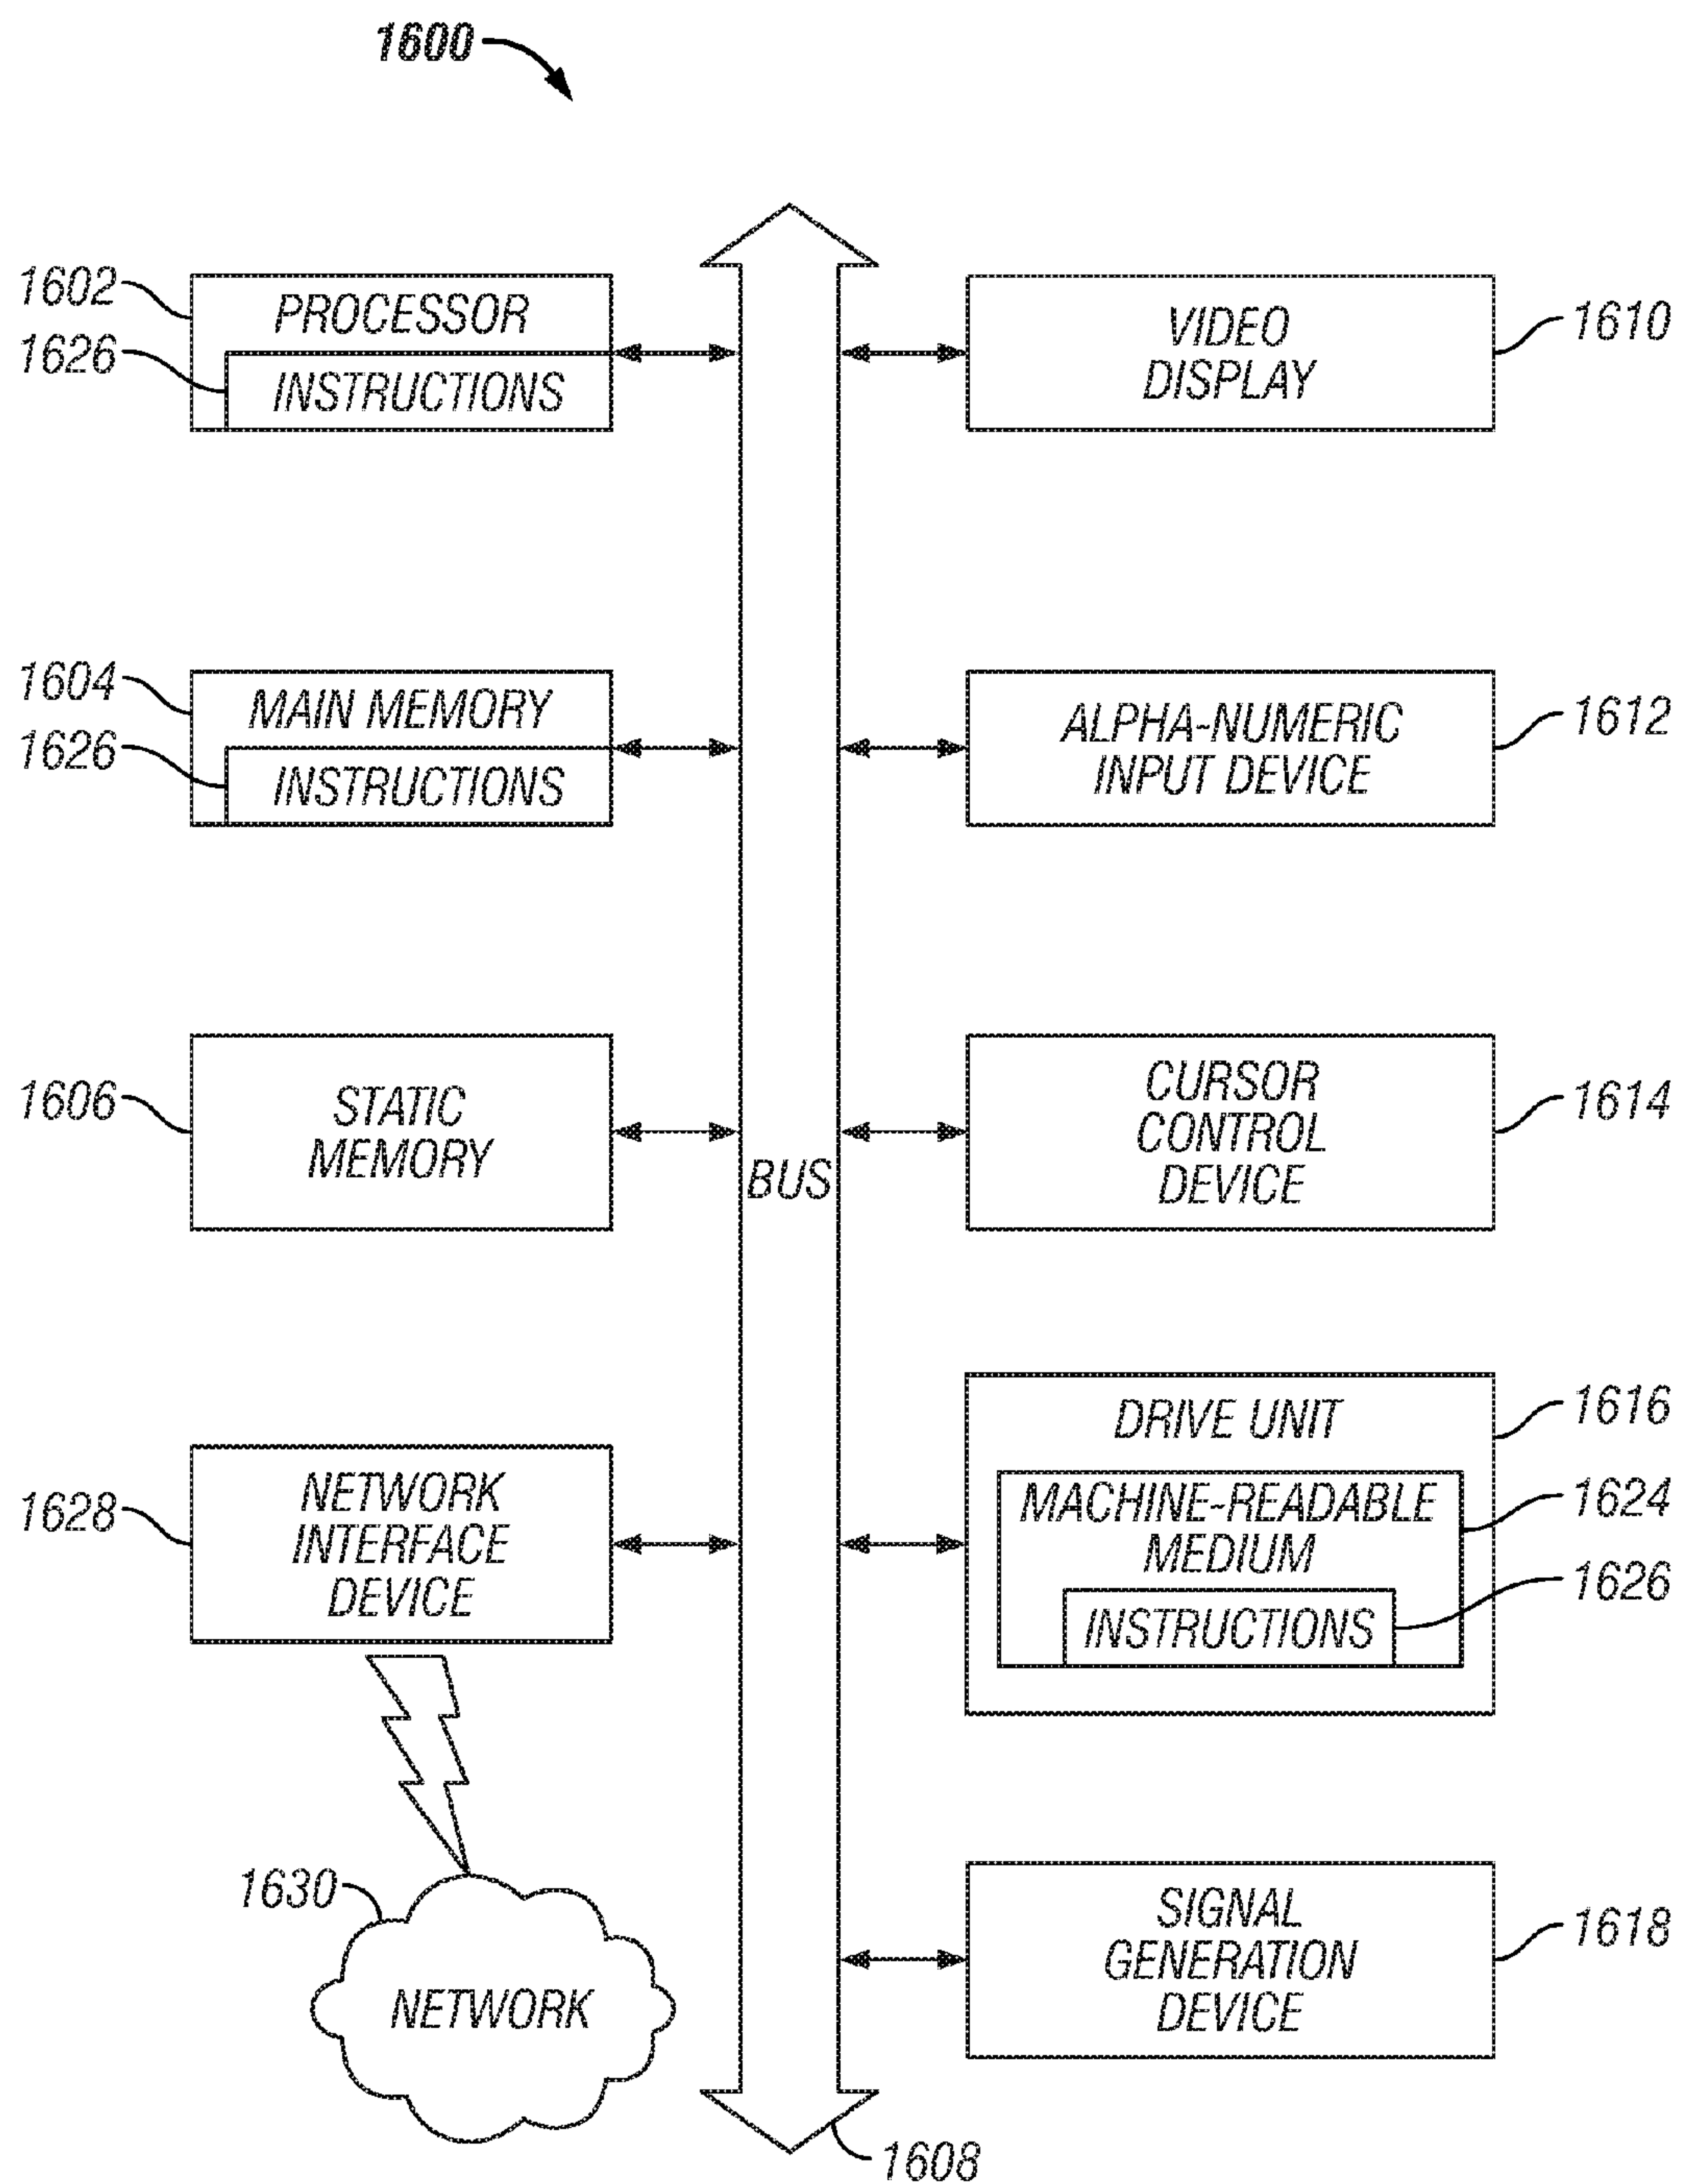 1600
1602
PROCESSOR
1626
INSTRUCTIONS
VIDEO
DISPLAY
1610
1604
MAIN MEMORY
1626
INSTRUCTIONS
ALPHA-NUMERIC
INPUT DEVICE
1612
1606
STATIC
MEMORY
BUS
CURSOR
CONTROL
DEVICE
1614
1628
NETWORK
INTERFACE
DEVICE
DRIVE UNIT
1616
MACHINE-READABLE
MEDIUM
1624
INSTRUCTIONS
1626
1630
NETWORK
SIGNAL
GENERATION
DEVICE
1618
1608